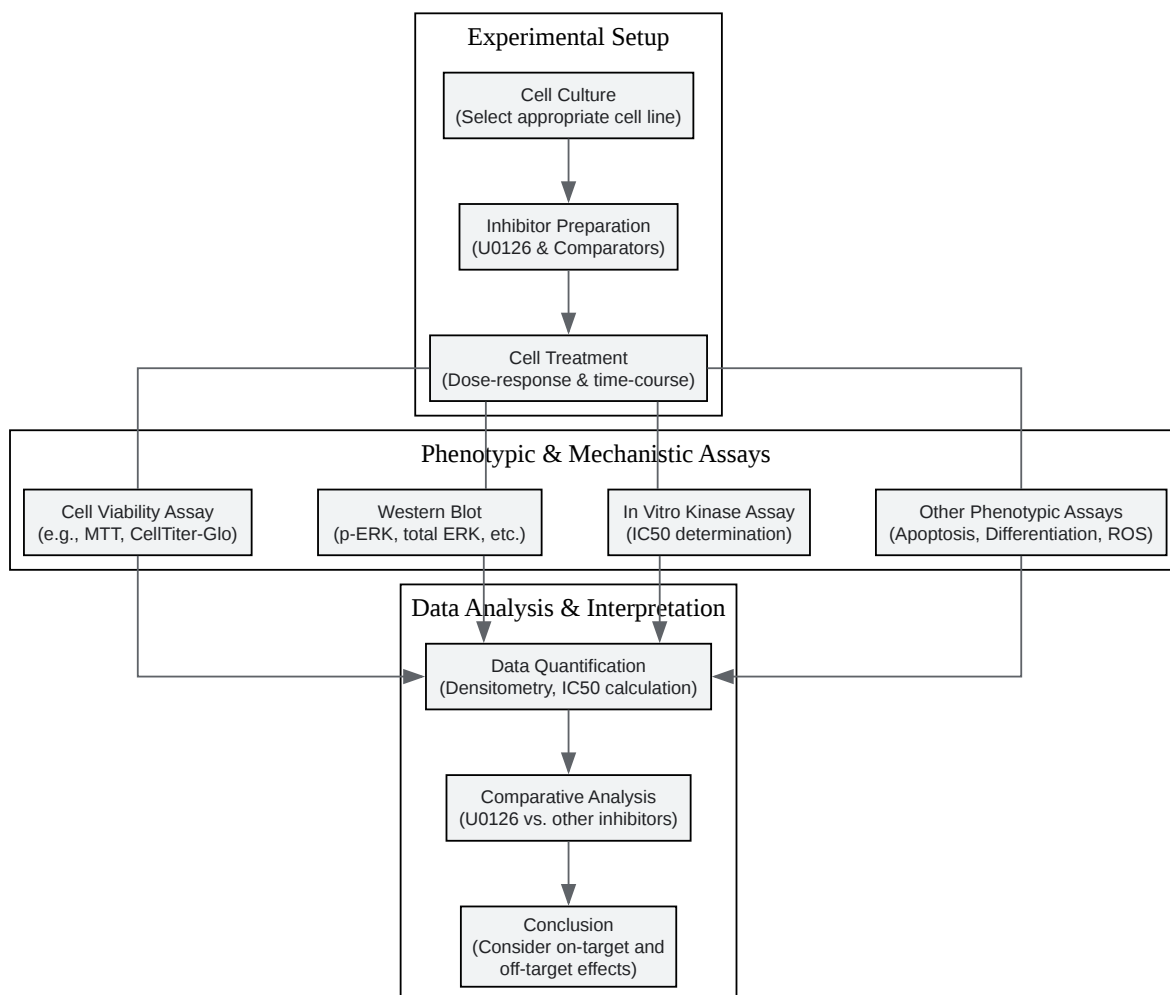 Experimental Setup
Cell Culture
(Select appropriate cell line)
Inhibitor Preparation
(U0126 & Comparators)
Cell Treatment
(Dose-response & time-course)
Phenotypic & Mechanistic Assays
Cell Viability Assay
(e.g., MTT, CellTiter-Glo)
Western Blot
(p-ERK, total ERK, etc.)
In Vitro Kinase Assay
(IC50 determination)
Other Phenotypic Assays
(Apoptosis, Differentiation, ROS)
Data Analysis & Interpretation
Data Quantification
(Densitometry, IC50 calculation)
Comparative Analysis
(U0126 vs. other inhibitors)
Conclusion
(Consider on-target and
off-target effects)